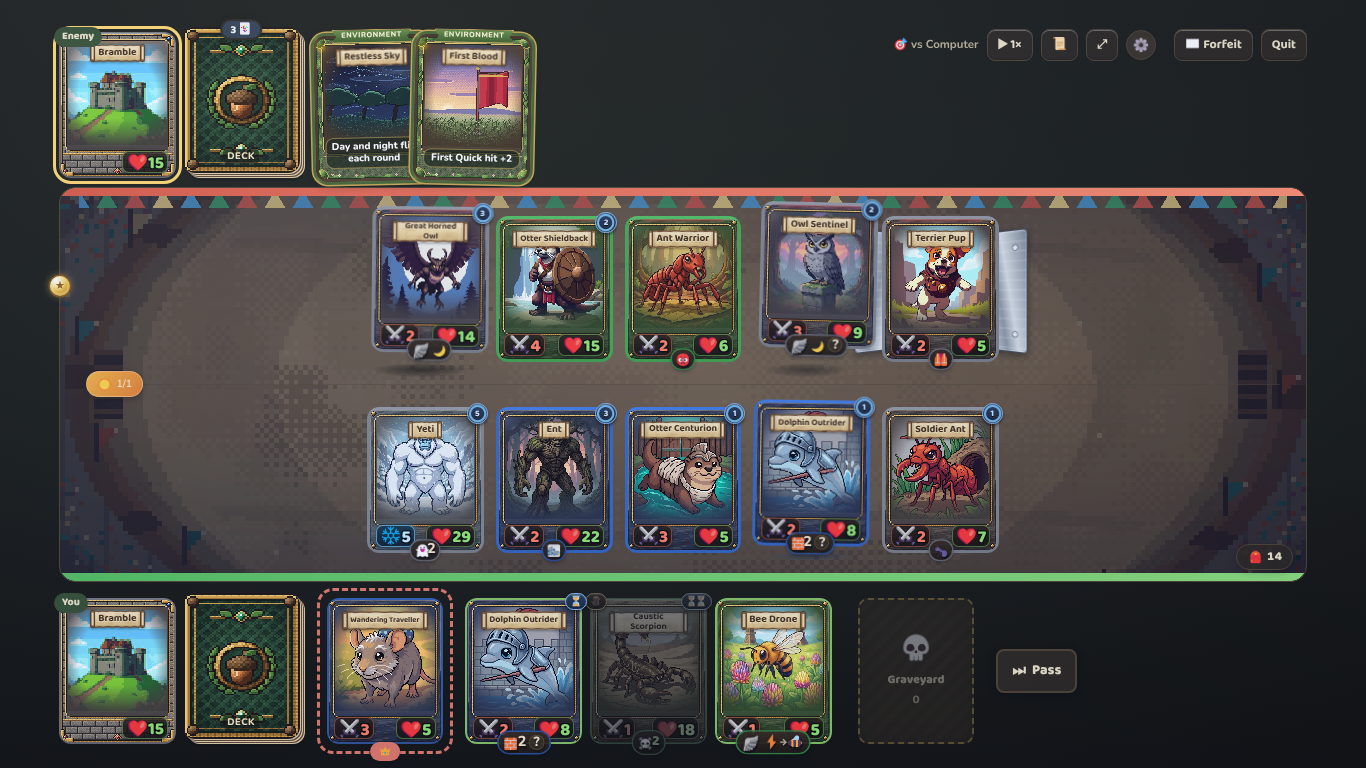 Enemy
Bramble
15
3
DECK
ENVIRONMENT
Restless Sky
Day and night fli
each round
ENVIRONMENT
First Blood
First Quick hit +2
vs Computer
1×
Forfeit
Quit
3
Great Horned
Owl
2
14
2
Otter Shieldback
4
15
Ant Warrior
2
6
2
Owl Sentinel
3
9
?
Terrier Pup
2
5
1/1
5
Yeti
5
29
2
3
Ent
2
22
1
Otter Centurion
3
5
1
Dolphin Outrider
2
8
2 ?
1
Soldier Ant
2
7
14
You
Bramble
15
DECK
Wandering Traveller
3
5
Dolphin Outrider
2
8
2 ?
Caustic
Scorpion
1
18
2
Bee Drone
1
5
Graveyard
0
Pass